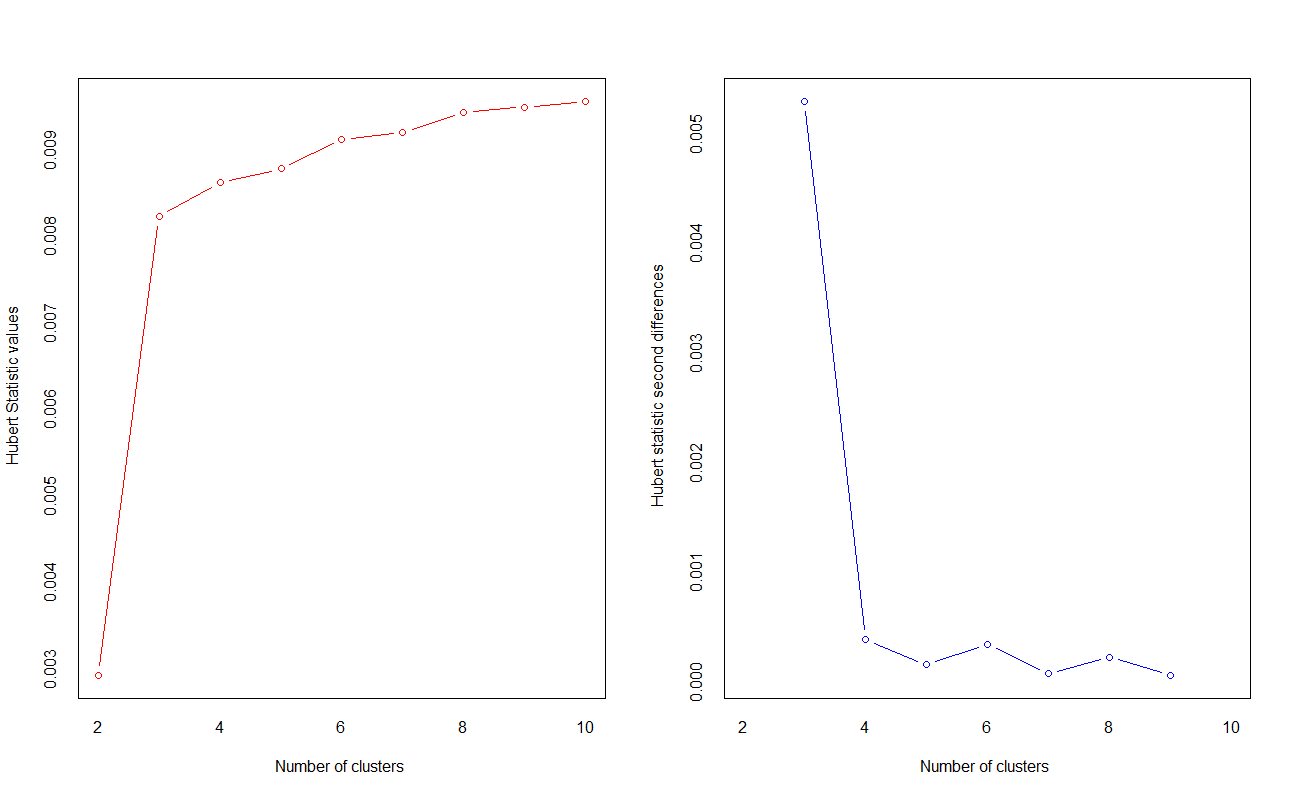 Hubert Statistic values
0.009
0.008
0.007
0.006
0.005
0.004
0.003
2 4 6 8 10
Number of clusters
Hubert statistic second differences
0.005
0.004
0.003
0.002
0.001
0.000
2 4 6 8 10
Number of clusters